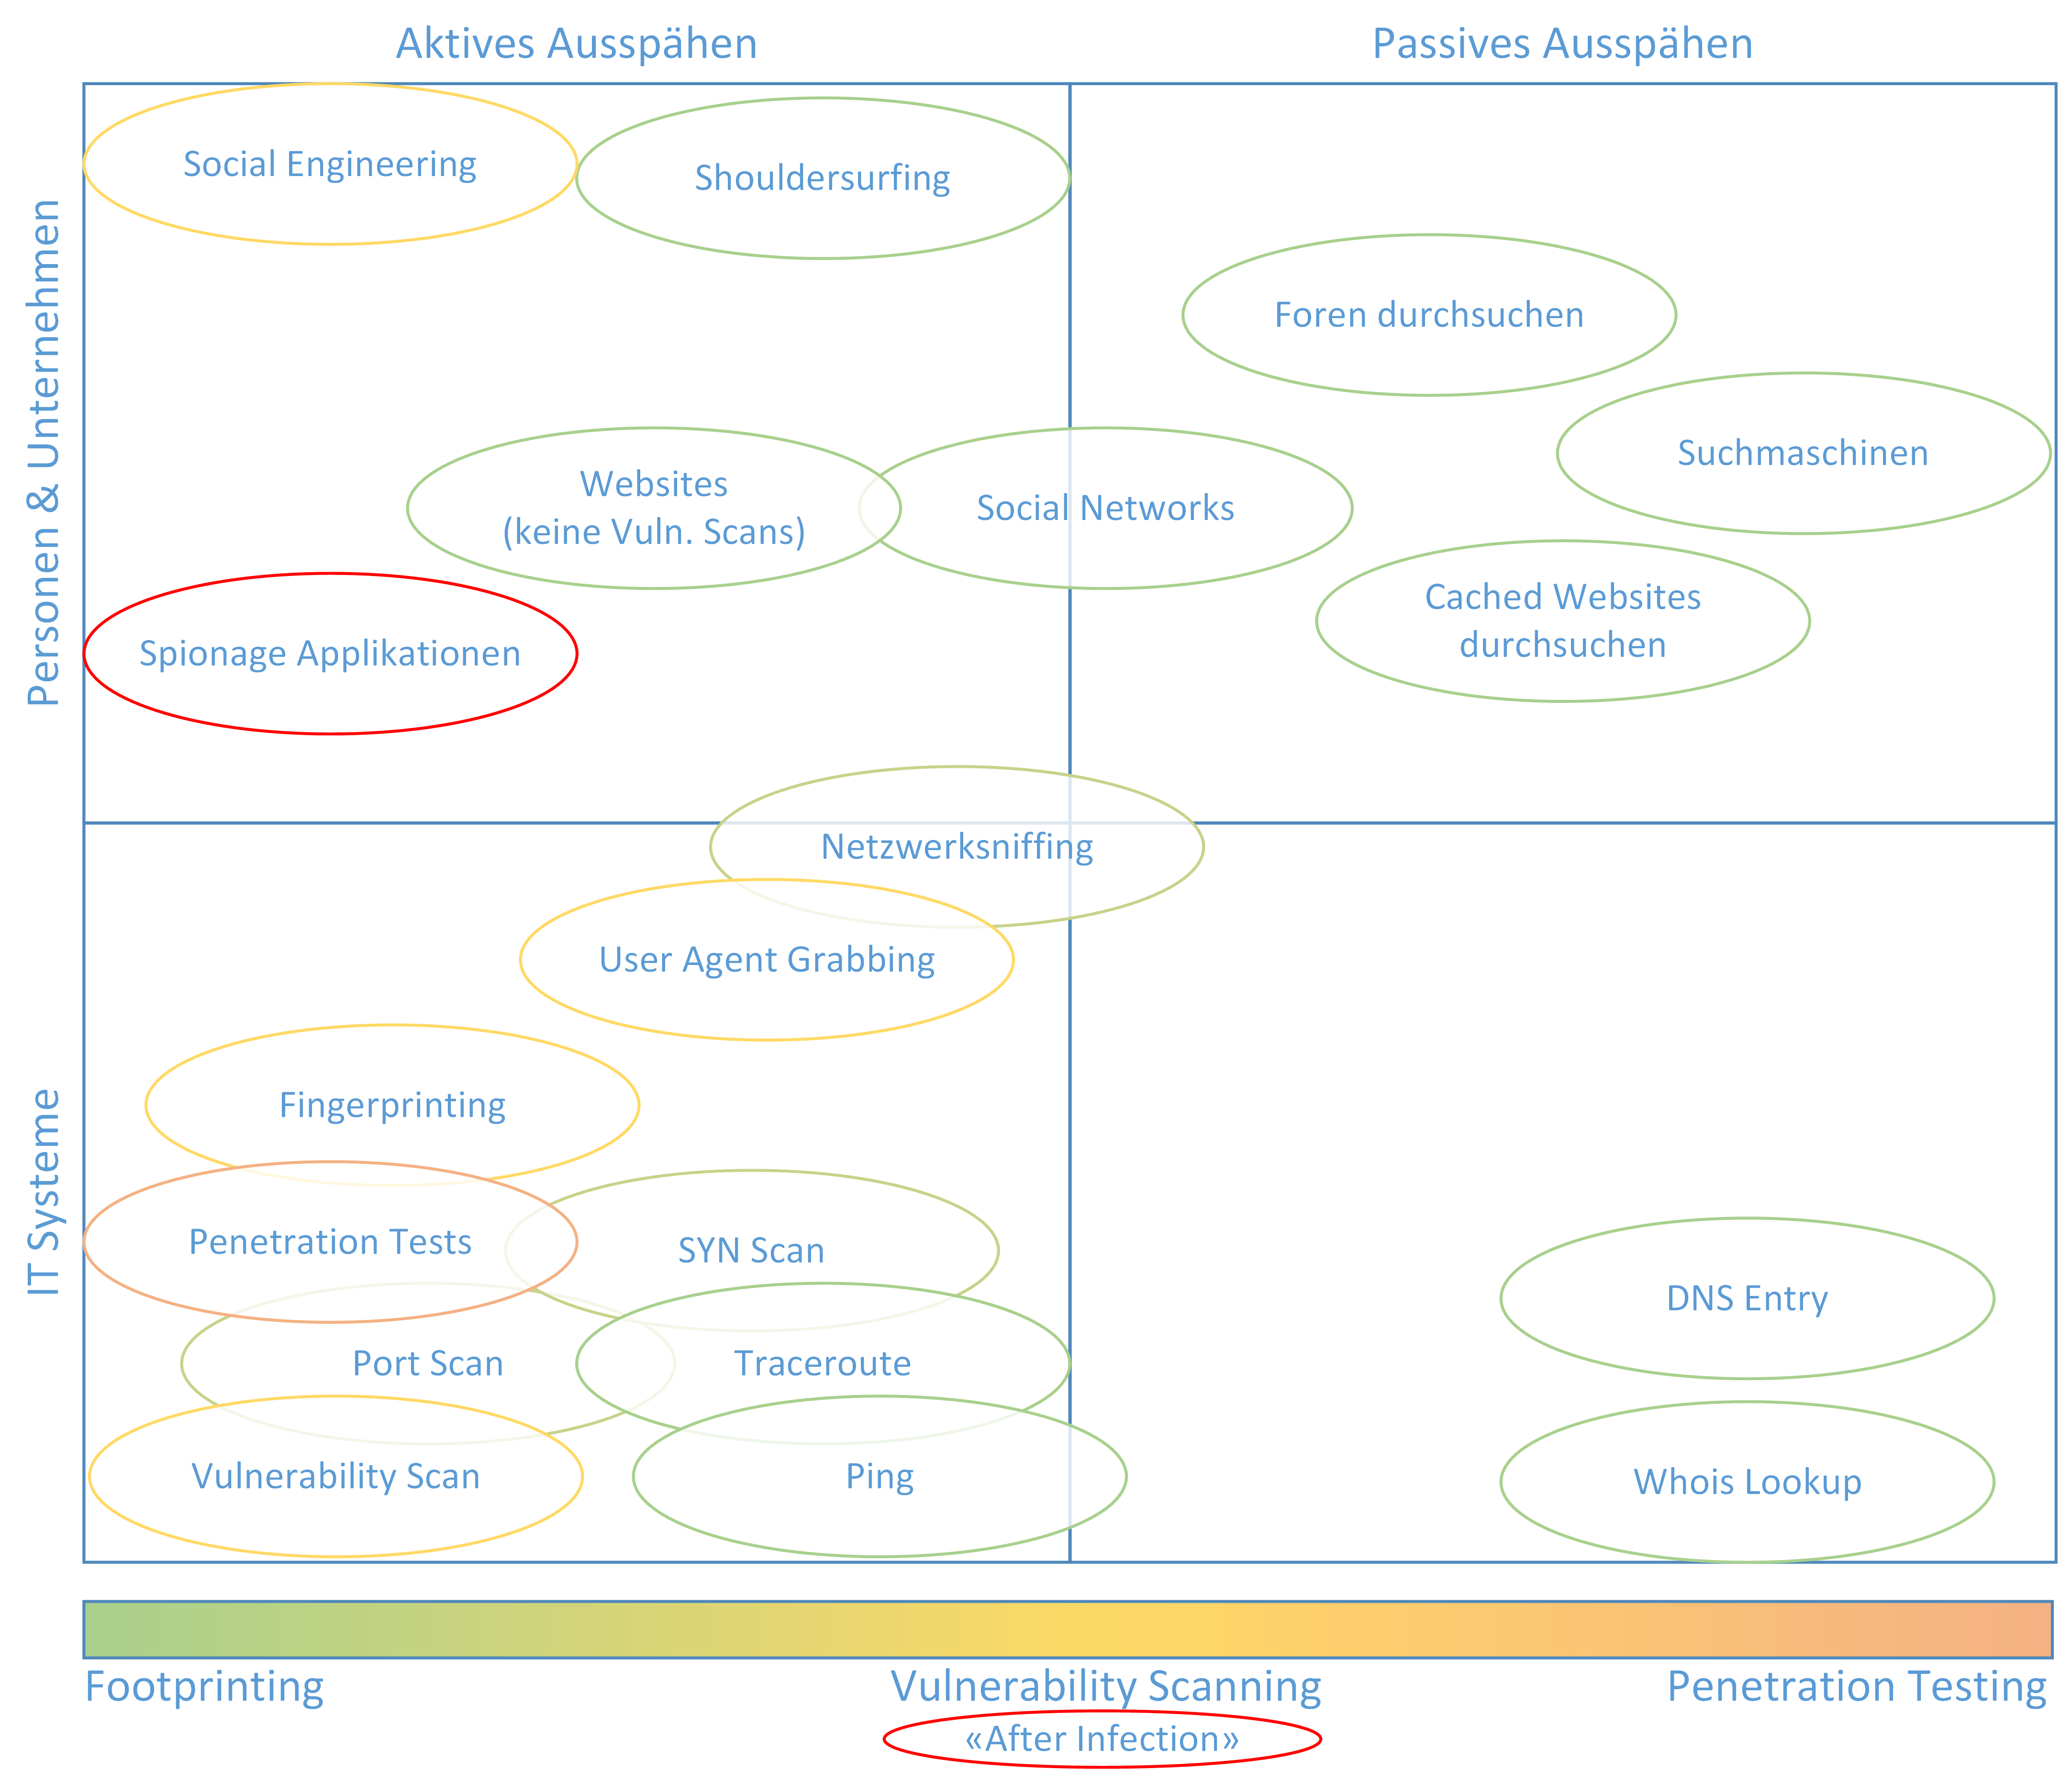 Aktives Ausspähen
Passives Ausspähen
Personen & Unternehmen
Social Engineering
Shouldersurfing
Foren durchsuchen
Suchmaschinen
Websites
(keine Vuln. Scans)
Social Networks
Cached Websites
durchsuchen
Spionage Applikationen
Netzwerksniffing
IT Systeme
User Agent Grabbing
Fingerprinting
Penetration Tests
SYN Scan
DNS Entry
Port Scan
Traceroute
Vulnerability Scan
Ping
Whois Lookup
Footprinting
Vulnerability Scanning
Penetration Testing
«After Infection»